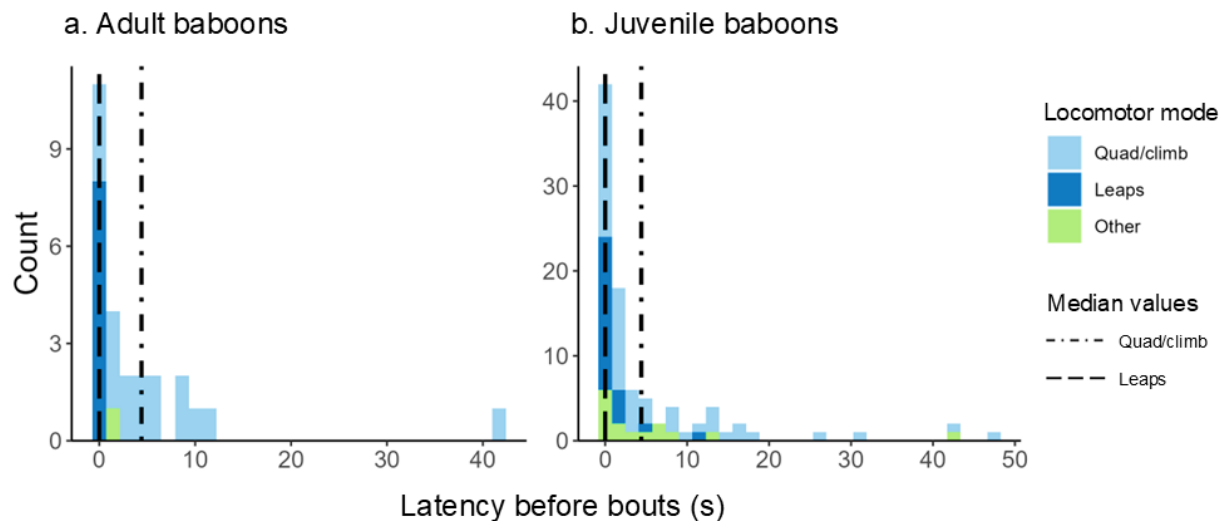 a. Adult baboons
b. Juvenile baboons
Count
9
6
3
0
0 10 20 30 40
40
30
20
10
0
0 10 20 30 40 50
Latency before bouts (s)
Locomotor mode
Quad/climb
Leaps
Other
Median values
Quad/climb
Leaps